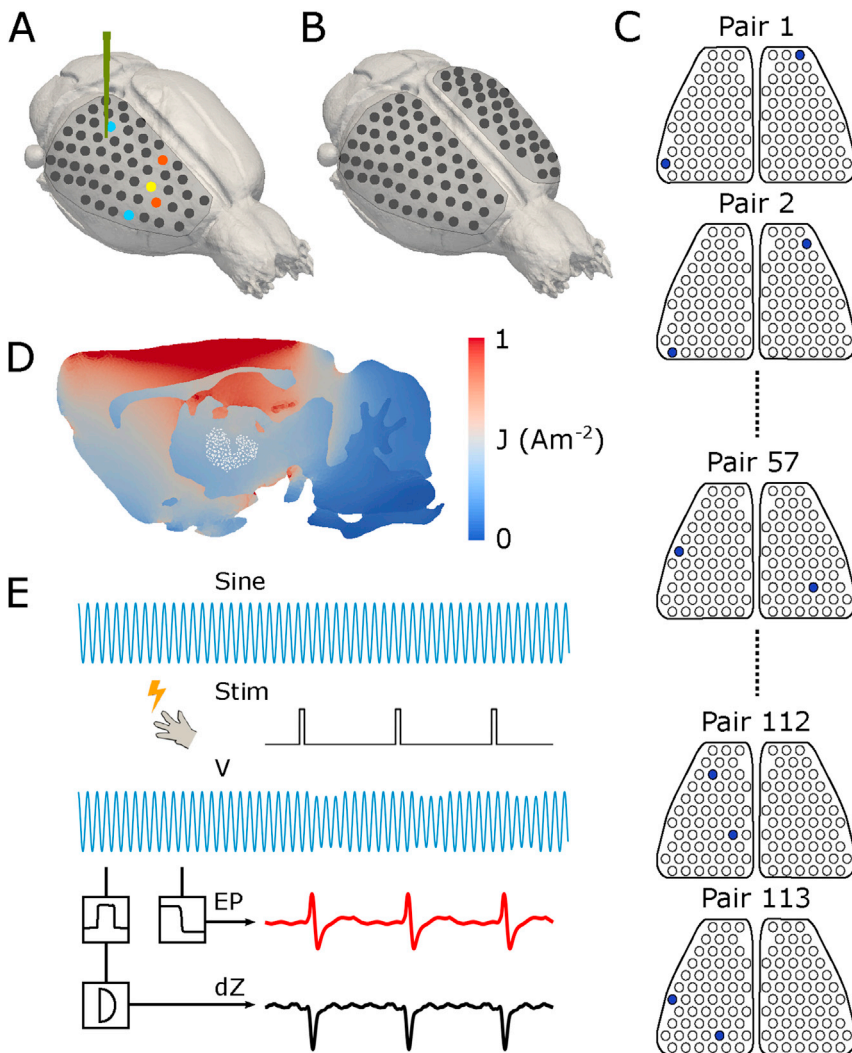 A
B
C
Pair 1
Pair 2
Pair 57
Pair 112
Pair 113
D
1
J (Am⁻²)
0
E
Sine
Stim
V
EP
dZ